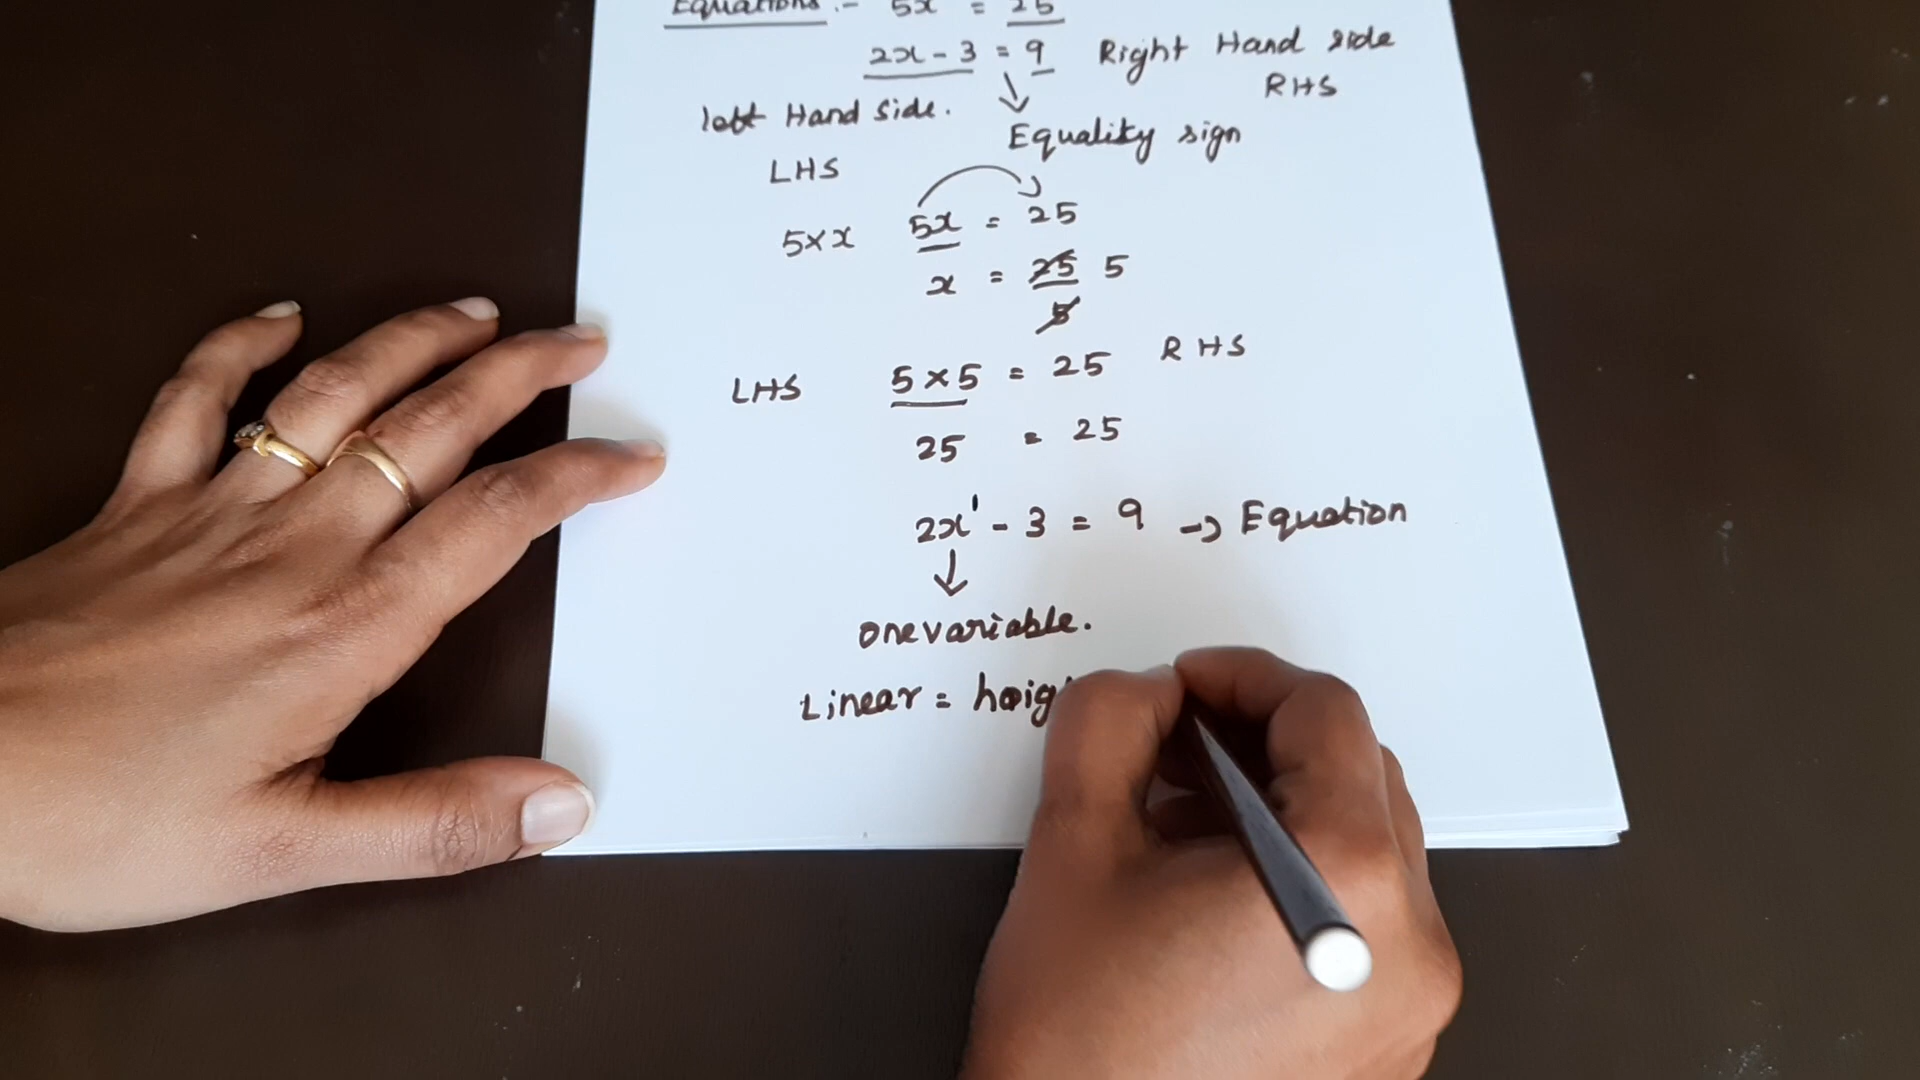 Equations :- 5x = 25
2x - 3 = 9 Right Hand side
RHS
left Hand Side.
Equality sign
LHS
5×x 5x = 25
x = 25 5
5
LHS 5×5 = 25 RHS
25 = 25
2x¹ - 3 = 9 → Equation
↓
one variable.
Linear =